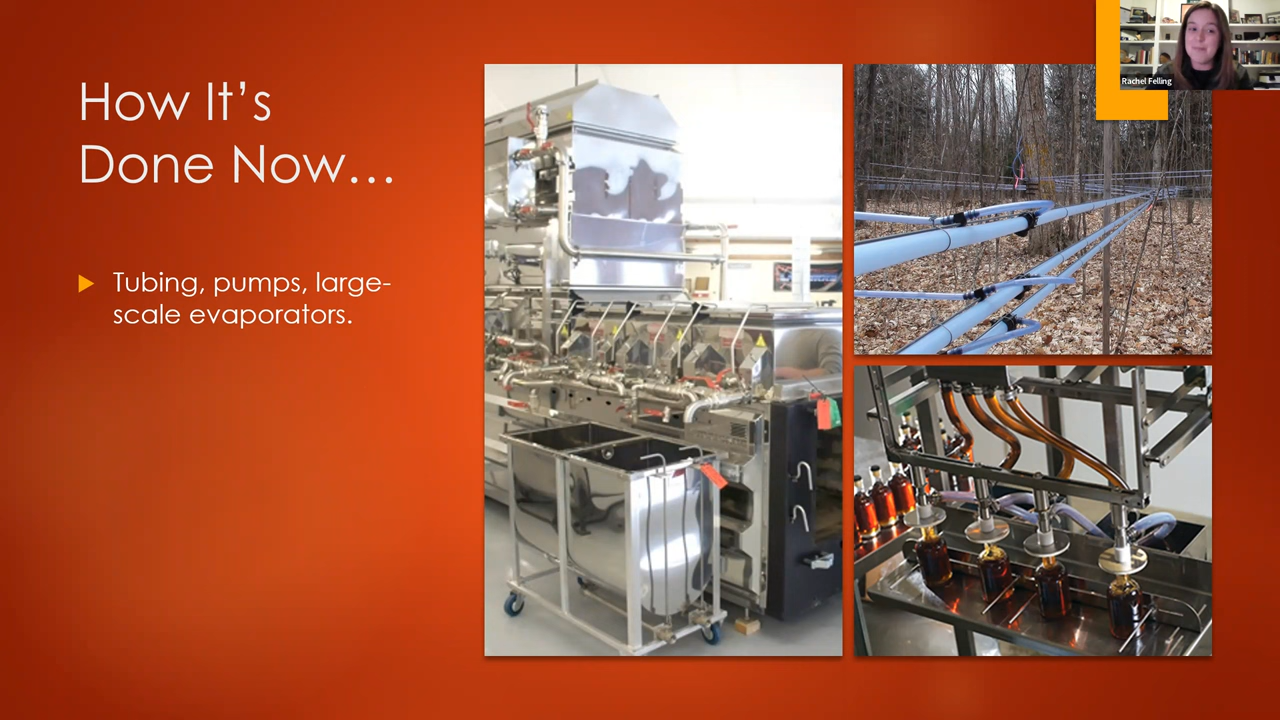 How It's
Done Now...
Tubing, pumps, large-
scale evaporators.
Rachel Felling